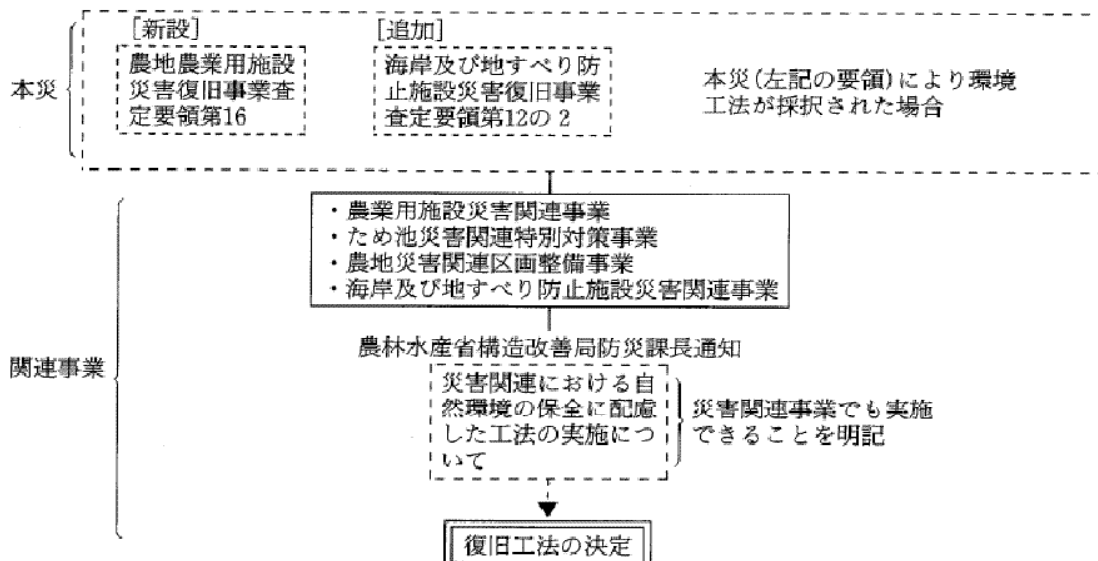 [新設]
農地農業用施設
災害復旧事業査
定要領第16
[追加]
海岸及び地すべり防
止施設災害復旧事業
査定要領第12の2
本災
本災(左記の要領)により環境
工法が採択された場合
・農業用施設災害関連事業
・ため池災害関連特別対策事業
・農地災害関連区画整備事業
・海岸及び地すべり防止施設災害関連事業
関連事業
農林水産省構造改善局防災課長通知
災害関連における自
然環境の保全に配慮
した工法の実施につ
いて
災害関連事業でも実施
できることを明記
復旧工法の決定